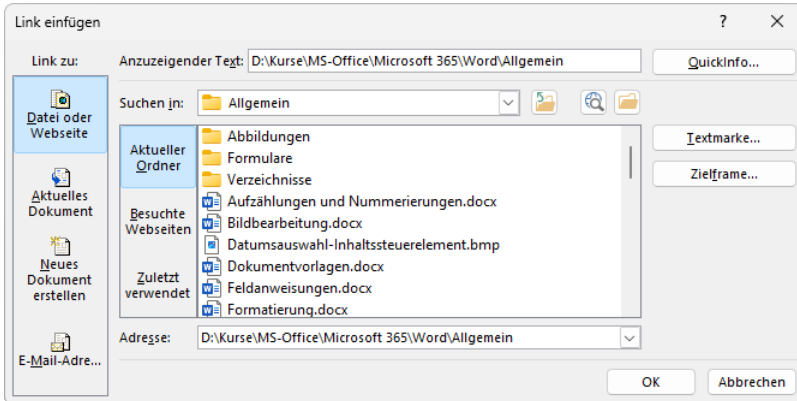 Link einfügen
?
Link zu:
Anzuzeigender Text: D:\Kurse\MS-Office\Microsoft 365\Word\Allgemein
QuickInfo...
Datei oder
Webseite
Aktuelles
Dokument
Neues
Dokument
erstellen
E-Mail-Adre...
Suchen in: Allgemein
Aktueller
Ordner
Besuchte
Webseiten
Zuletzt
verwendet
Abbildungen
Formulare
Verzeichnisse
Aufzählungen und Nummerierungen.docx
Bildbearbeitung.docx
Datumsauswahl-Inhaltssteuerelement.bmp
Dokumentvorlagen.docx
Feldanweisungen.docx
Formatierung.docx
Textmarke...
Zielframe...
Adresse: D:\Kurse\MS-Office\Microsoft 365\Word\Allgemein
OK
Abbrechen